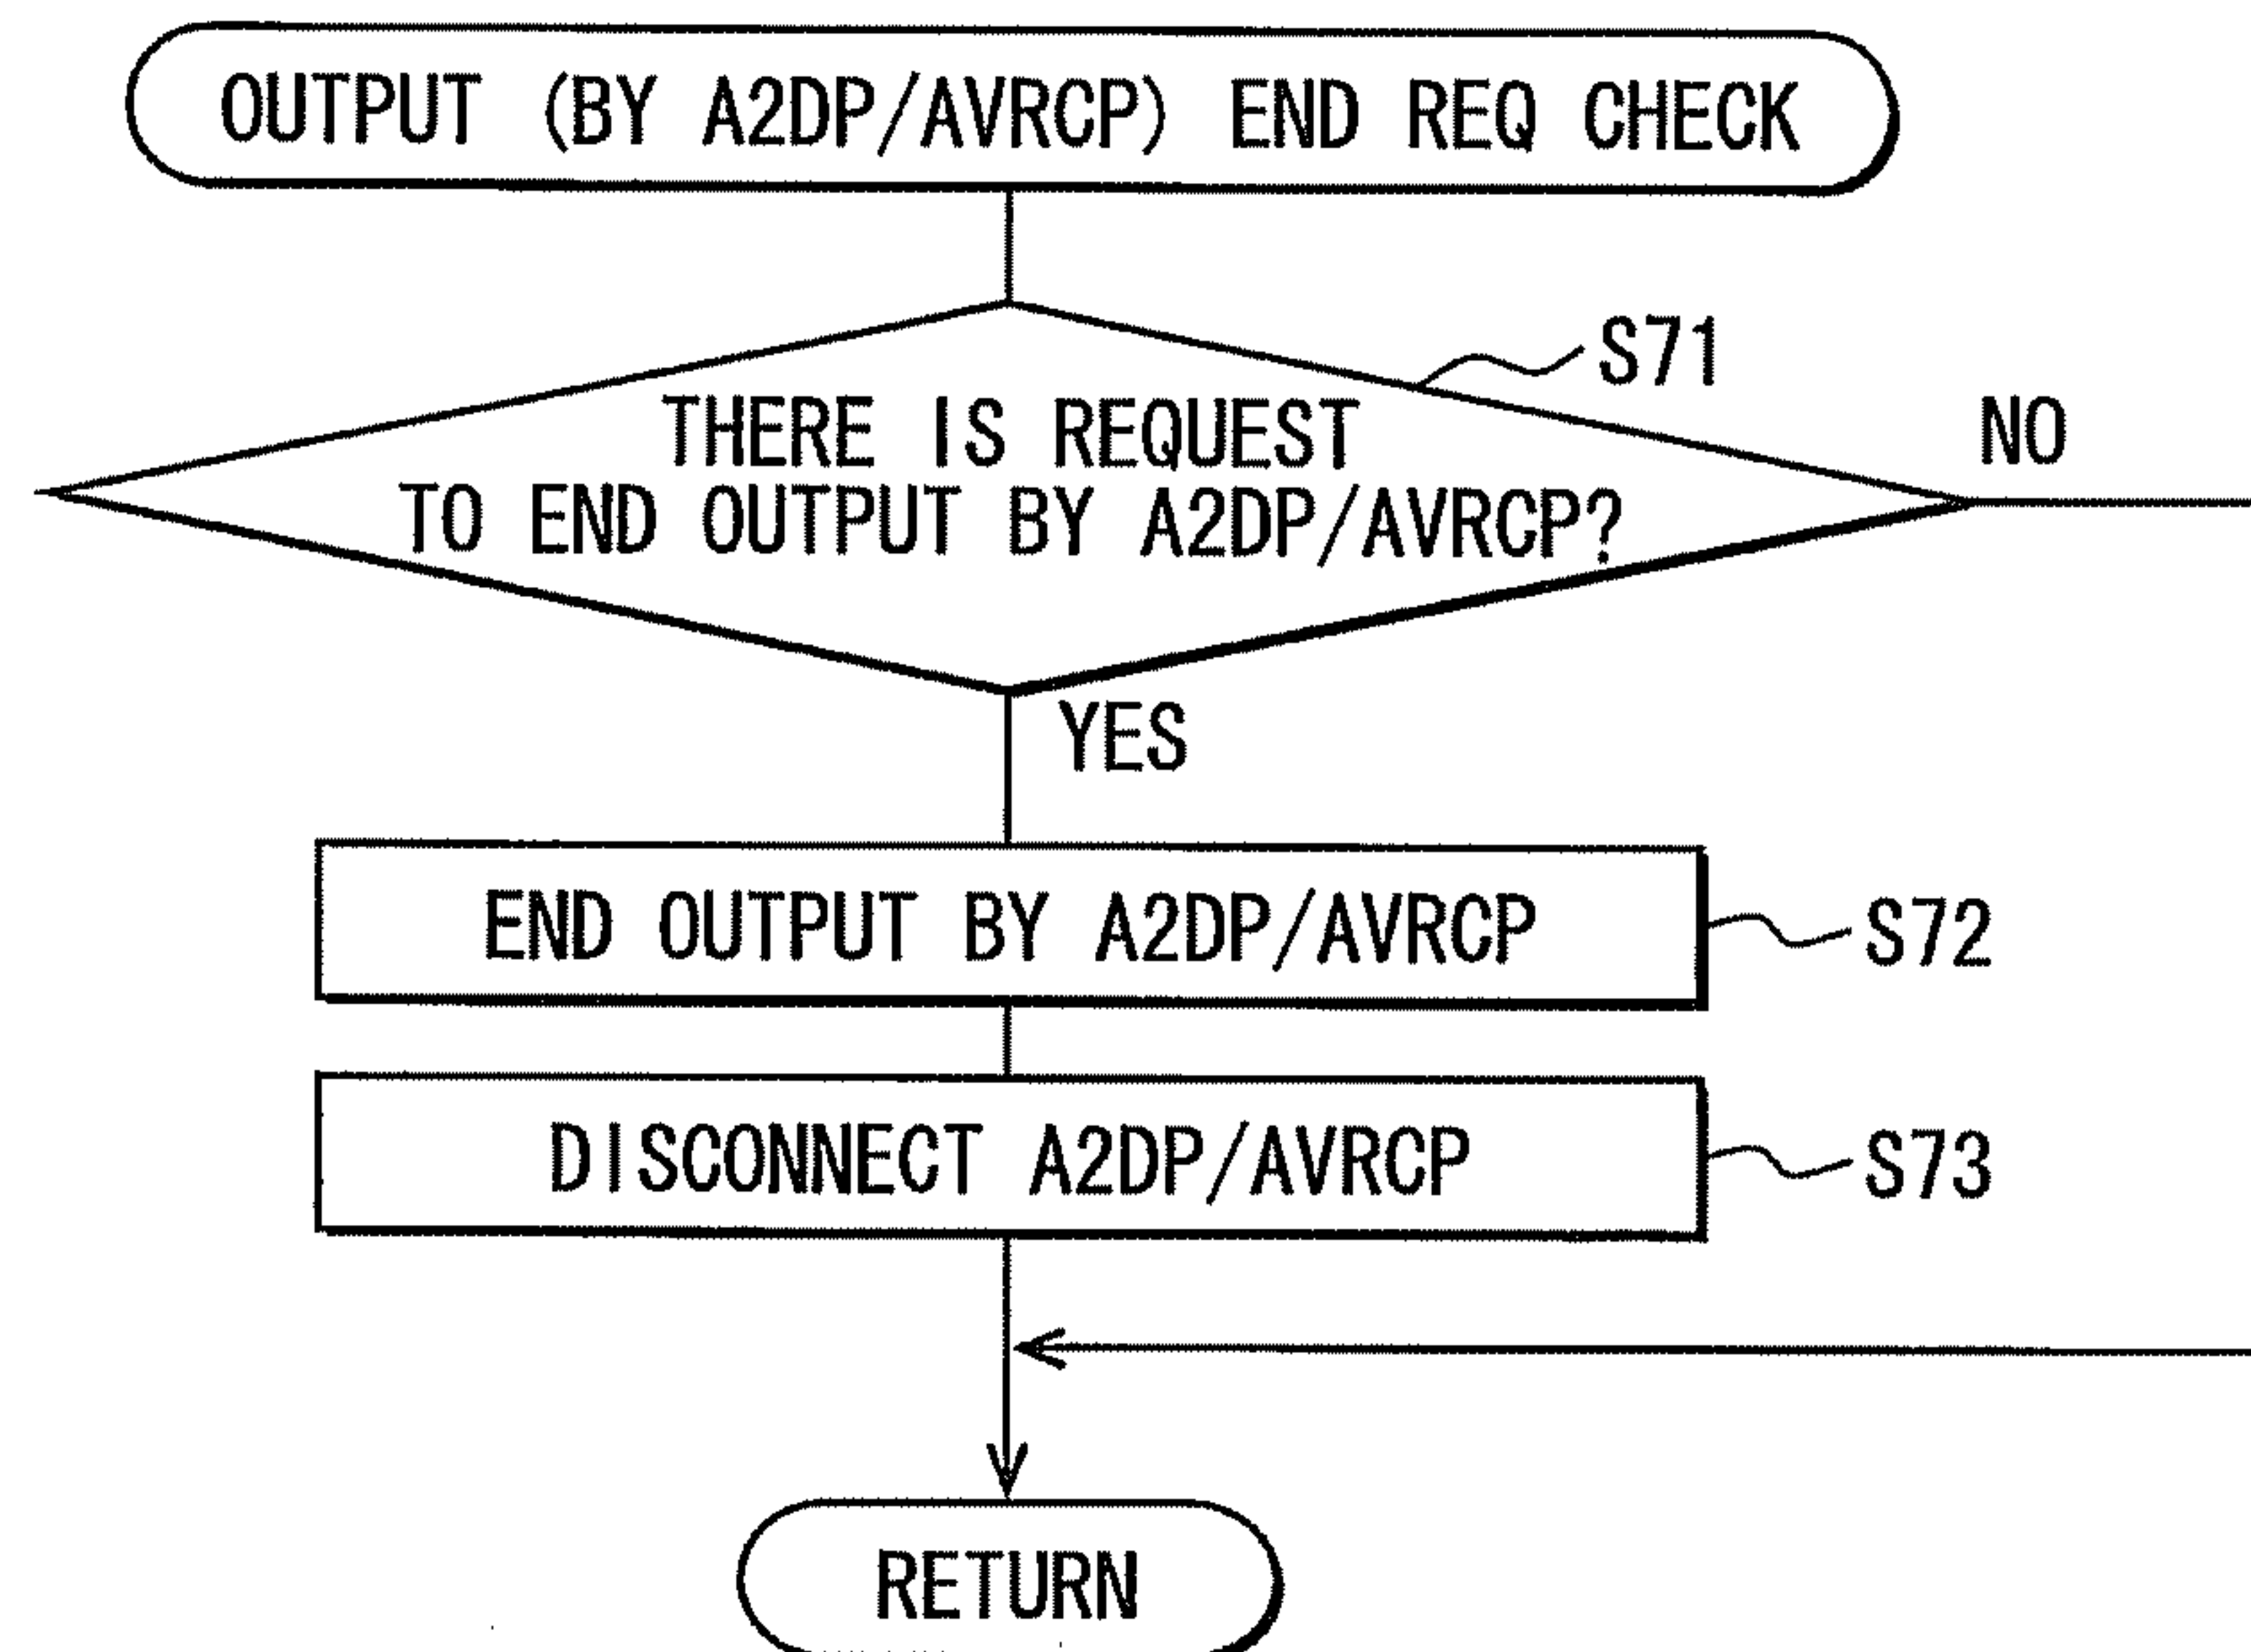 OUTPUT (BY A2DP/AVRCP) END REQ CHECK
S71
THERE IS REQUEST
TO END OUTPUT BY A2DP/AVRCP?
NO
YES
END OUTPUT BY A2DP/AVRCP
S72
DISCONNECT A2DP/AVRCP
S73
RETURN